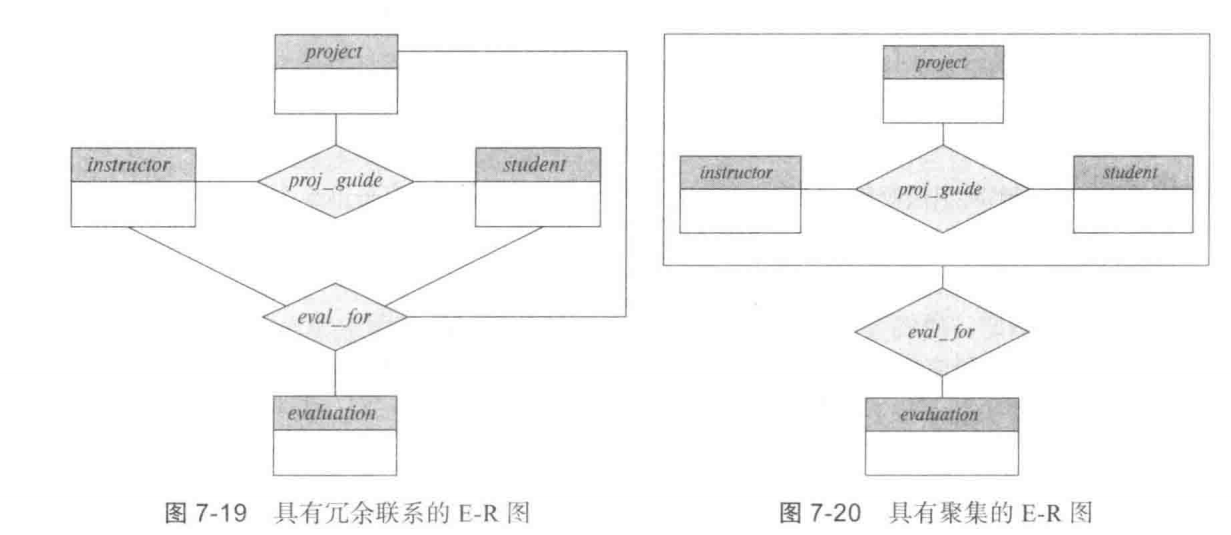 project
instructor
proj_guide
student
eval_for
evaluation
图 7-19 具有冗余联系的 E-R 图
project
instructor
proj_guide
student
eval_for
evaluation
图 7-20 具有聚集的 E-R 图